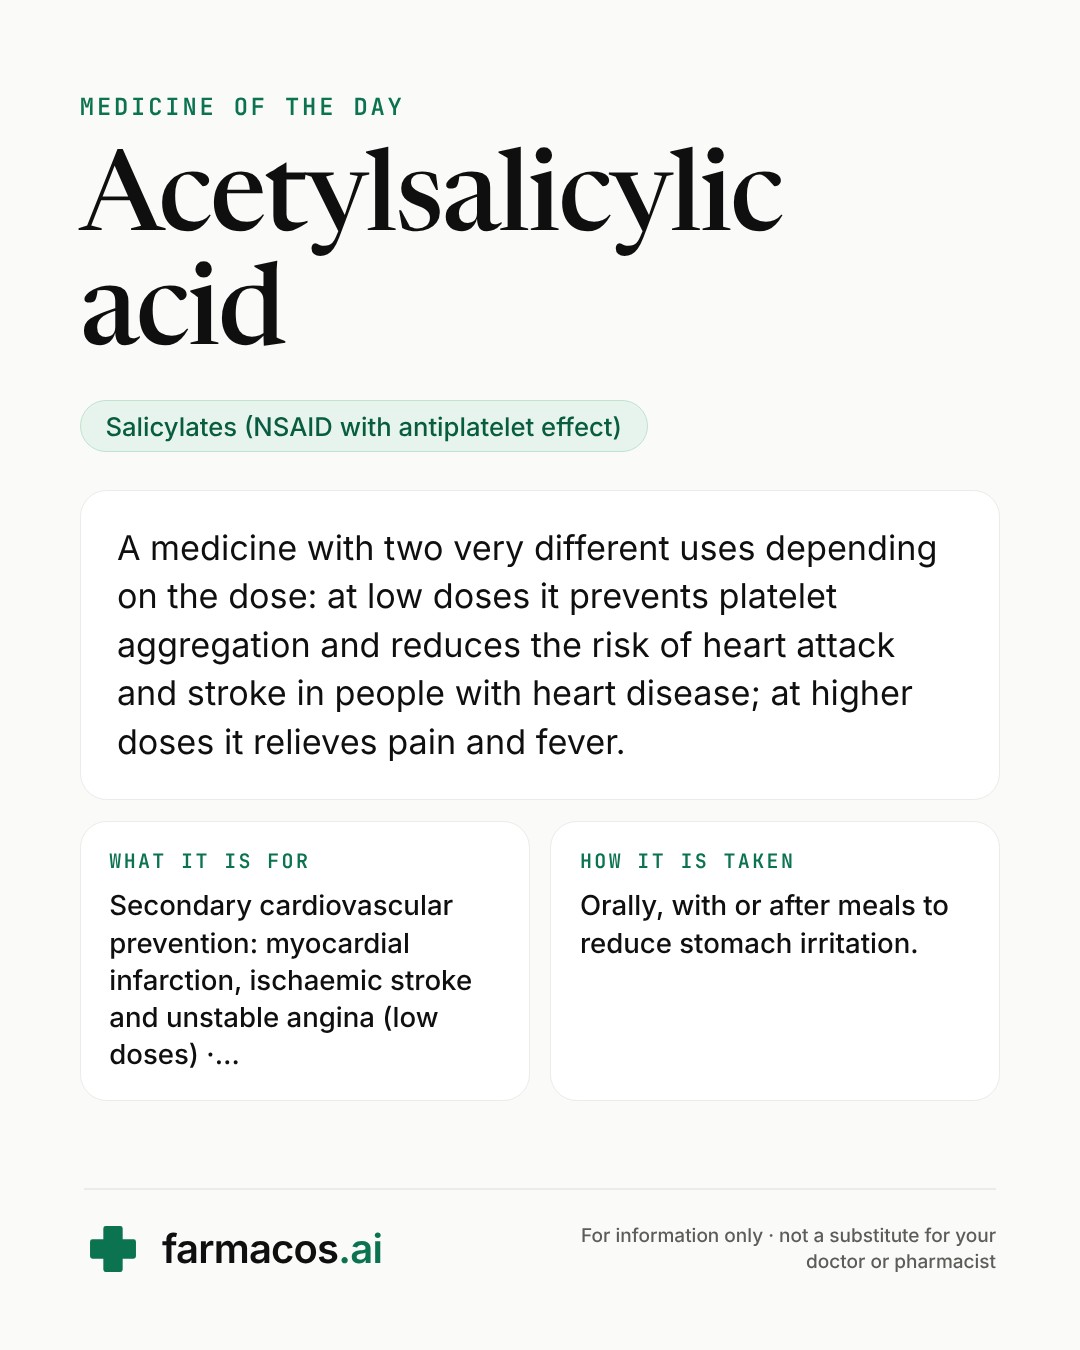 MEDICINE OF THE DAY
Acetylsalicylic
acid
Salicylates (NSAID with antiplatelet effect)
A medicine with two very different uses depending
on the dose: at low doses it prevents platelet
aggregation and reduces the risk of heart attack
and stroke in people with heart disease; at higher
doses it relieves pain and fever.
WHAT IT IS FOR
Secondary cardiovascular
prevention: myocardial
infarction, ischaemic stroke
and unstable angina (low
doses) ·…
HOW IT IS TAKEN
Orally, with or after meals to
reduce stomach irritation.
farmacos.ai
For information only · not a substitute for your
doctor or pharmacist